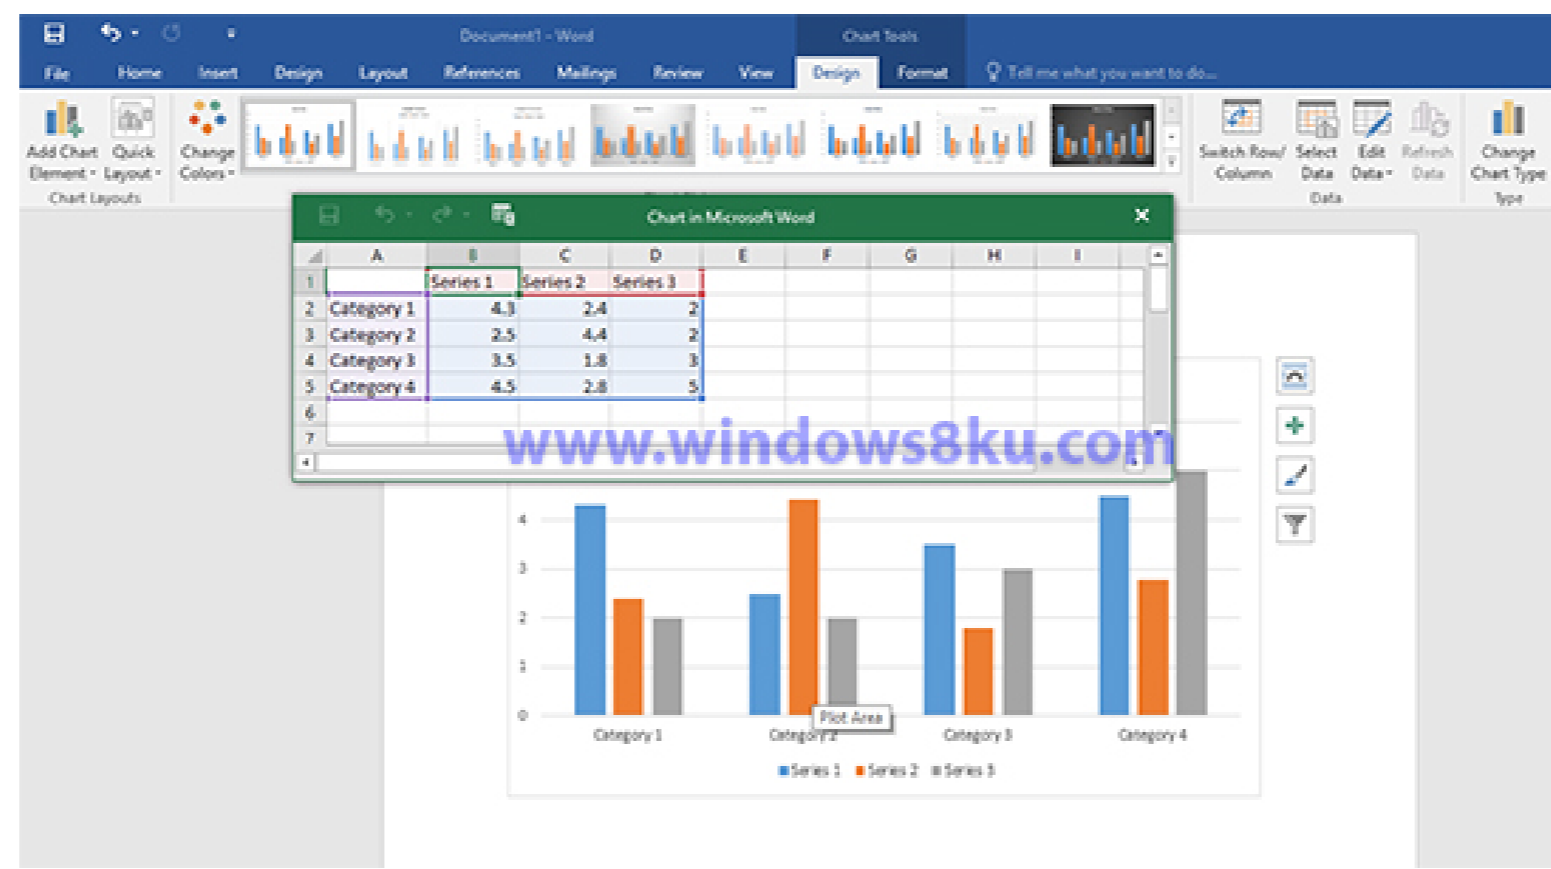 Document1 - Word
Chart Tools
File Home Insert Design Layout References Mailings Review View Design Format Tell me what you want to do...
Add Chart Element
Quick Layout
Change Colors
Switch Row/ Column
Select Data
Edit Data
Refresh Data
Change Chart Type
Chart Layouts
Data
Type
Chart in Microsoft Word
A B C D E F G H I
1 Series 1 Series 2 Series 3
2 Category 1 4.3 2.4 2
3 Category 2 2.5 4.4 2
4 Category 3 3.5 1.8 3
5 Category 4 4.5 2.8 5
6
7
www.windows8ku.com
4
3
2
1
0
Plot Area
Category 1 Category 2 Category 3 Category 4
Series 1 Series 2 Series 3